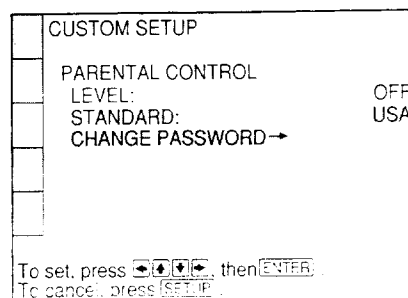 CUSTOM SETUP
PARENTAL CONTROL
LEVEL: OFF
STANDARD: USA
CHANGE PASSWORD→
To set, press ←↑↓→, then ENTER.
To cancel, press SETUP.